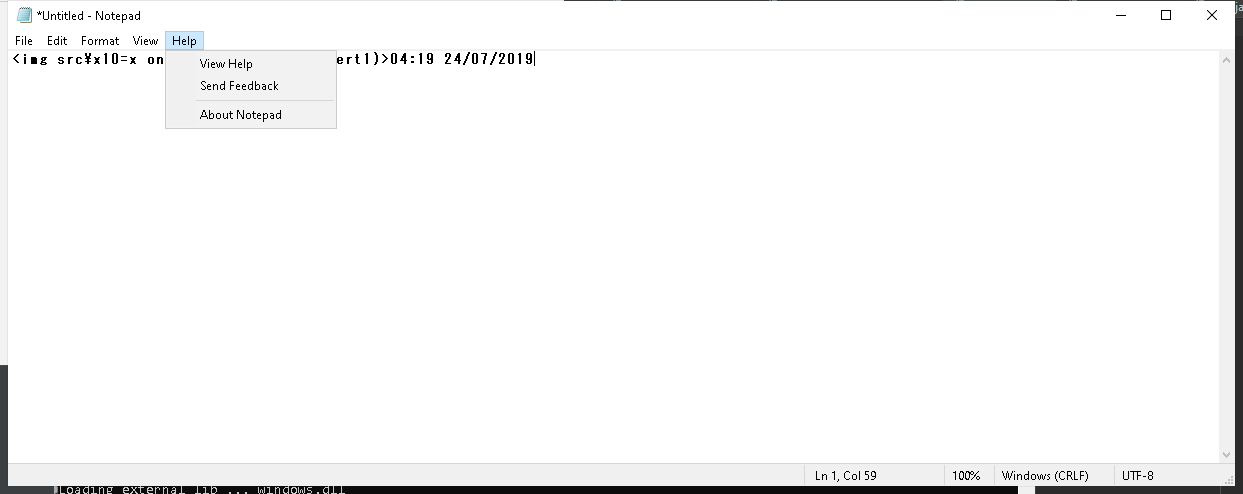 *Untitled - Notepad
File Edit Format View Help
<img src¥x10=x on ert1)>04:19 24/07/2019
View Help
Send Feedback
About Notepad
Ln 1, Col 59 100% Windows (CRLF) UTF-8
Loading external lib ... windows.dll